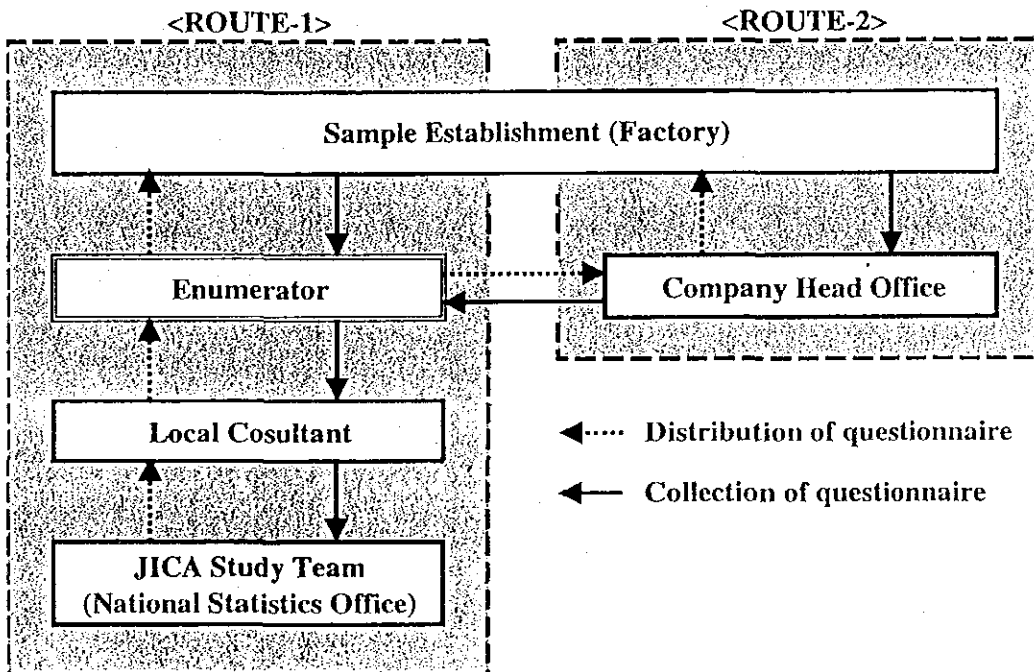 <ROUTE-1>
<ROUTE-2>
Sample Establishment (Factory)
Enumerator
Company Head Office
Local Cosultant
Distribution of questionnaire
Collection of questionnaire
JICA Study Team
(National Statistics Office)